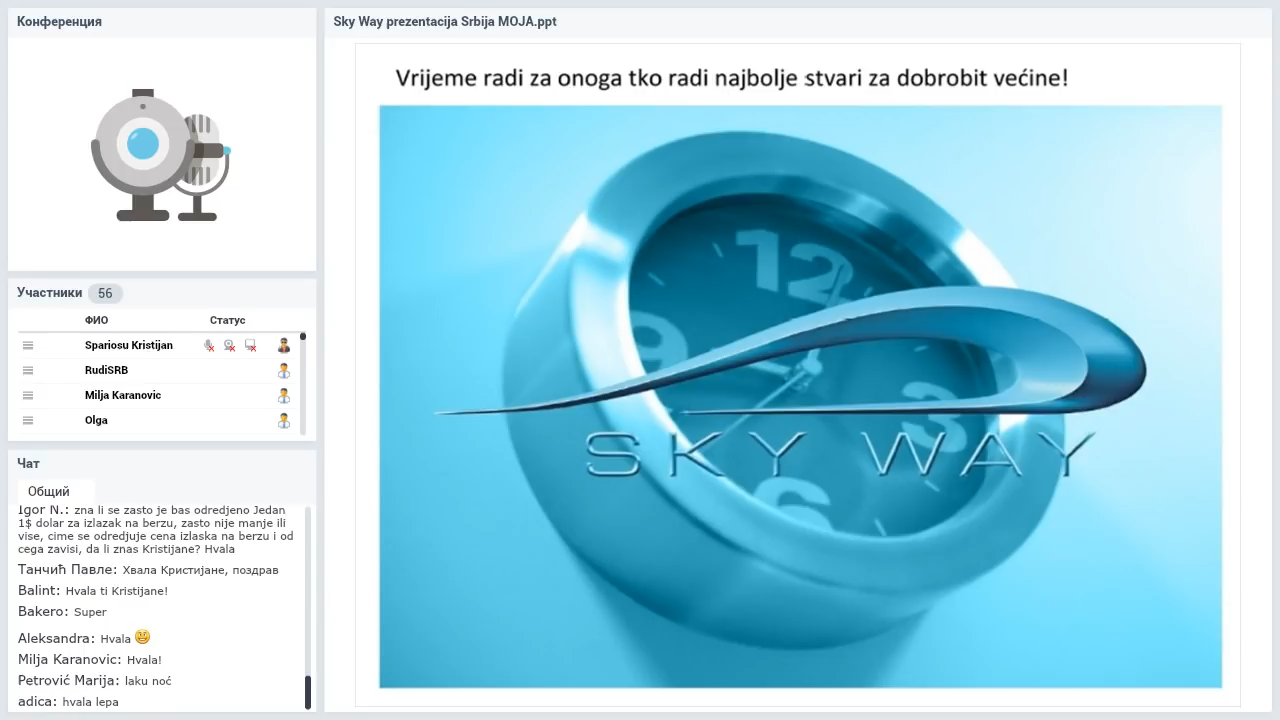 Конференция
Участники 56
ФИО Статус
Spariosu Kristijan
RudiSRB
Milja Karanovic
Olga
Чат
Общий
Igor N.: zna li se zasto je bas odredjeno Jedan
1$ dolar za izlazak na berzu, zasto nije manje ili
vise, cime se odredjuje cena izlaska na berzu i od
cega zavisi, da li znas Kristijane? Hvala
Танчић Павле: Хвала Кристијане, поздрав
Balint: Hvala ti Kristijane!
Bakero: Super
Aleksandra: Hvala
Milja Karanovic: Hvala!
Petrović Marija: laku noć
adica: hvala lepa
Sky Way prezentacija Srbija MOJA.ppt
Vrijeme radi za onoga tko radi najbolje stvari za dobrobit većine!
12
9
3
6
SKY WAY